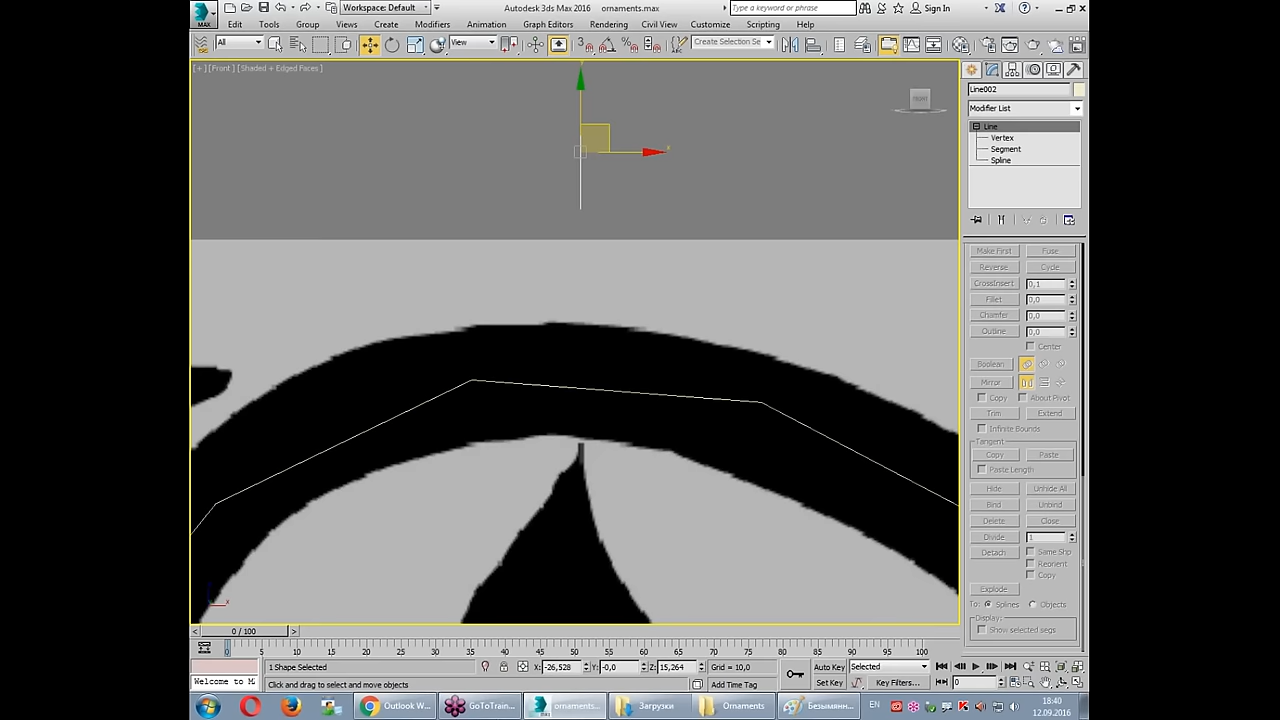 Workspace: Default
Autodesk 3ds Max 2016
ornaments.max
Type a keyword or phrase
Sign In
MAX
Edit Tools Group Views Create Modifiers Animation Graph Editors Rendering Civil View Customize Scripting Help
All
View
Create Selection Se
[+] [Front] [Shaded + Edged Faces]
FRONT
Line002
Modifier List
Line
Vertex
Segment
Spline
Make First Fuse
Reverse Cycle
CrossInsert 0,1
Fillet 0,0
Chamfer 0,0
Outline 0,0
Center
Boolean
Mirror
Copy About Pivot
Trim Extend
Infinite Bounds
Tangent
Copy Paste
Paste Length
Hide Unhide All
Bind Unbind
Delete Close
Divide 1
Detach Same Shp
Reorient
Copy
Explode
To: Splines Objects
Display:
Show selected segs
x
0 / 100
0 5 10 15 20 25 30 35 40 45 50 55 60 65 70 75 80 85 90 95 100
1 Shape Selected
X: -26,528 Y: -0,0 Z: 15,264 Grid = 10,0
Auto Key Selected
Welcome to M
Click and drag to select and move objects
Add Time Tag
Set Key Key Filters... 0
Outlook W...
GoToTrain...
ornaments...
Загрузки
Ornaments
Безымянн...
EN
18:40
12.09.2016